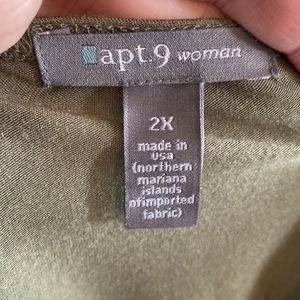 apt.9 woman
2X
made in
usa
(northern
mariana
islands
ofimported
fabric)